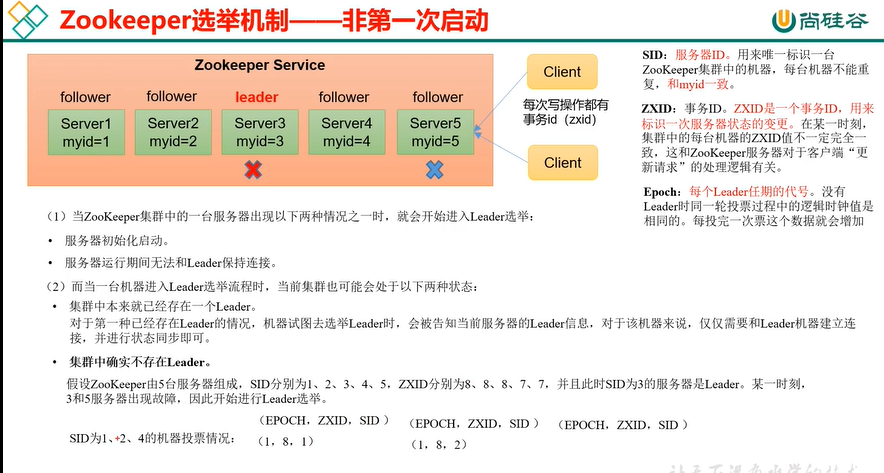 Zookeeper选举机制——非第一次启动
尚硅谷
Zookeeper Service
follower
follower
leader
follower
follower
Server1
myid=1
Server2
myid=2
Server3
myid=3
Server4
myid=4
Server5
myid=5
Client
每次写操作都有
事务id（zxid）
Client
SID：服务器ID。用来唯一标识一台
ZooKeeper集群中的机器，每台机器不能重
复，和myid一致。
ZXID：事务ID。ZXID是一个事务ID，用来
标识一次服务器状态的变更。在某一时刻，
集群中的每台机器的ZXID值不一定完全一
致，这和ZooKeeper服务器对于客户端“更
新请求”的处理逻辑有关。
Epoch：每个Leader任期的代号。没有
Leader时同一轮投票过程中的逻辑时钟值是
相同的。每投完一次票这个数据就会增加
（1）当ZooKeeper集群中的一台服务器出现以下两种情况之一时，就会开始进入Leader选举：
• 服务器初始化启动。
• 服务器运行期间无法和Leader保持连接。
（2）而当一台机器进入Leader选举流程时，当前集群也可能会处于以下两种状态：
• 集群中本来就已经存在一个Leader。
对于第一种已经存在Leader的情况，机器试图去选举Leader时，会被告知当前服务器的Leader信息，对于该机器来说，仅仅需要和Leader机器建立连
接，并进行状态同步即可。
• 集群中确实不存在Leader。
假设ZooKeeper由5台服务器组成，SID分别为1、2、3、4、5，ZXID分别为8、8、8、7、7，并且此时SID为3的服务器是Leader。某一时刻，
3和5服务器出现故障，因此开始进行Leader选举。
（EPOCH，ZXID，SID ） （EPOCH，ZXID，SID ） （EPOCH，ZXID，SID ）
SID为1、2、4的机器投票情况： （1，8，1） （1，8，2）